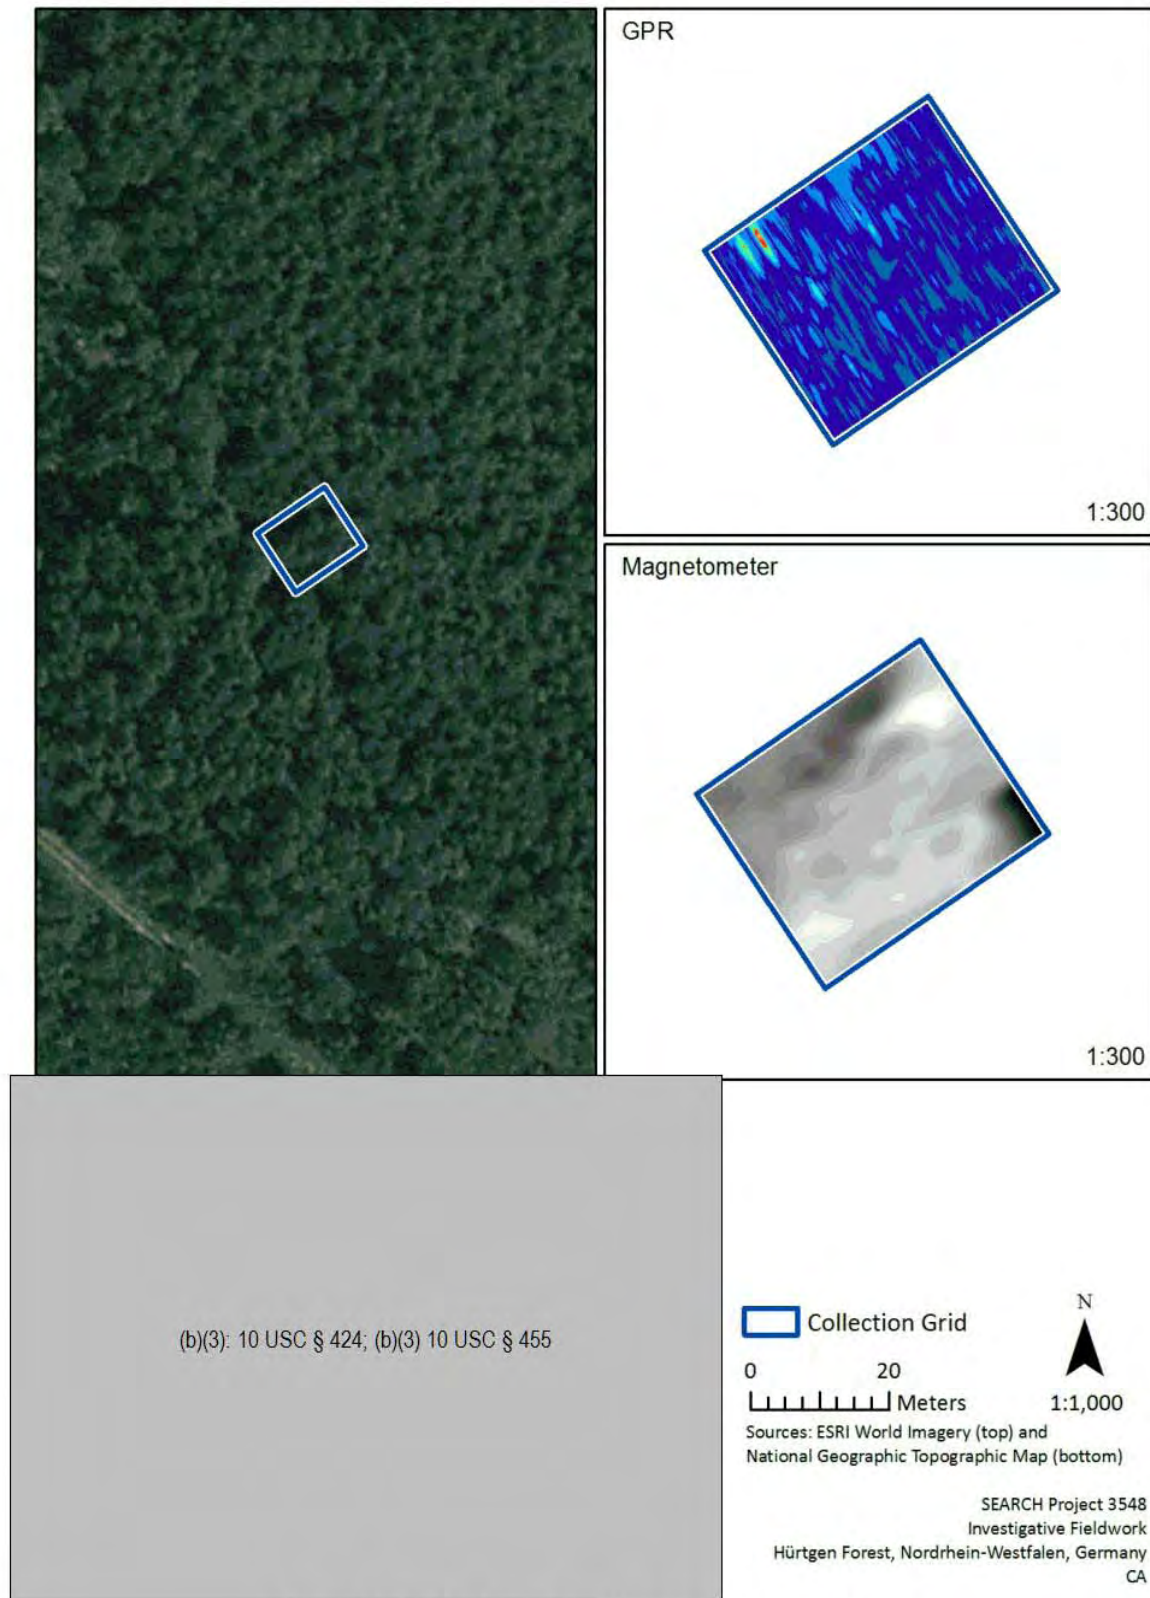 GPR
1:300
Magnetometer
1:300
(b)(3): 10 USC § 424; (b)(3) 10 USC § 455
Collection Grid
N
0 20
Meters
1:1,000
Sources: ESRI World Imagery (top) and
National Geographic Topographic Map (bottom)
SEARCH Project 3548
Investigative Fieldwork
Hürtgen Forest, Nordrhein-Westfalen, Germany
CA